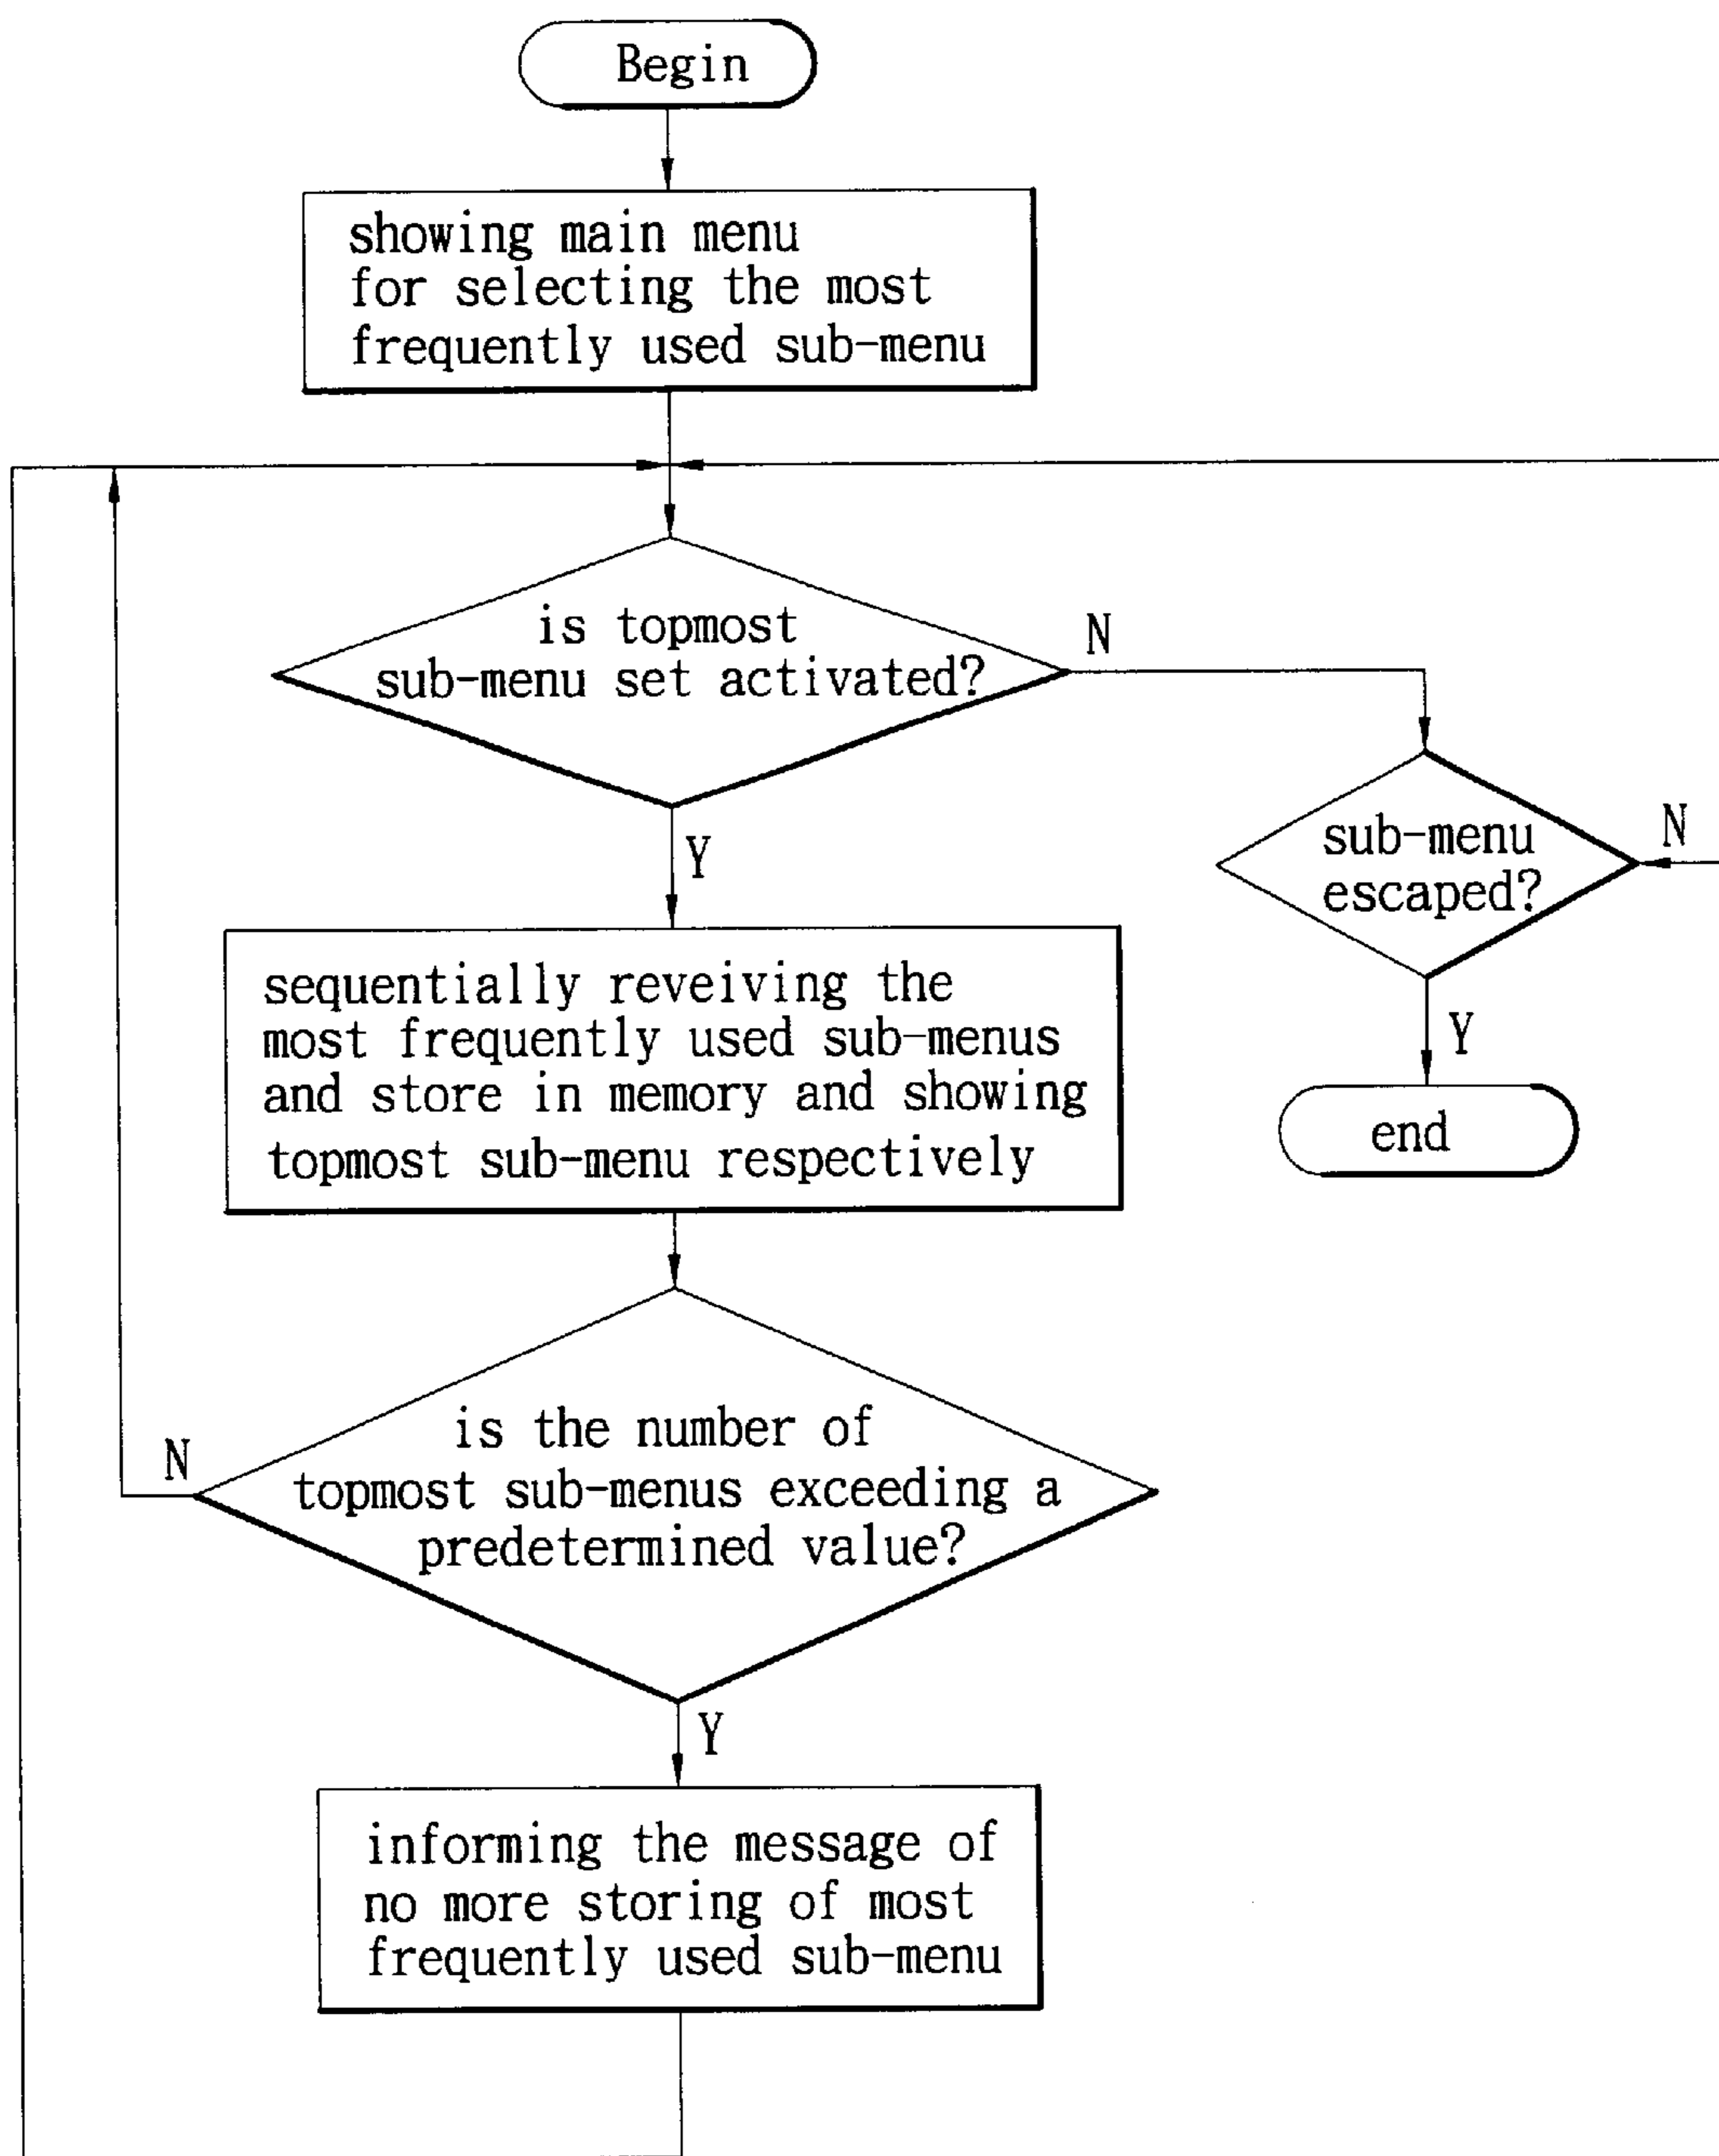 Begin
showing main menu
for selecting the most
frequently used sub-menu
is topmost
sub-menu set activated?
N
Y
sub-menu
escaped?
N
Y
end
sequentially reveiving the
most frequently used sub-menus
and store in memory and showing
topmost sub-menu respectively
is the number of
topmost sub-menus exceeding a
predetermined value?
N
Y
informing the message of
no more storing of most
frequently used sub-menu